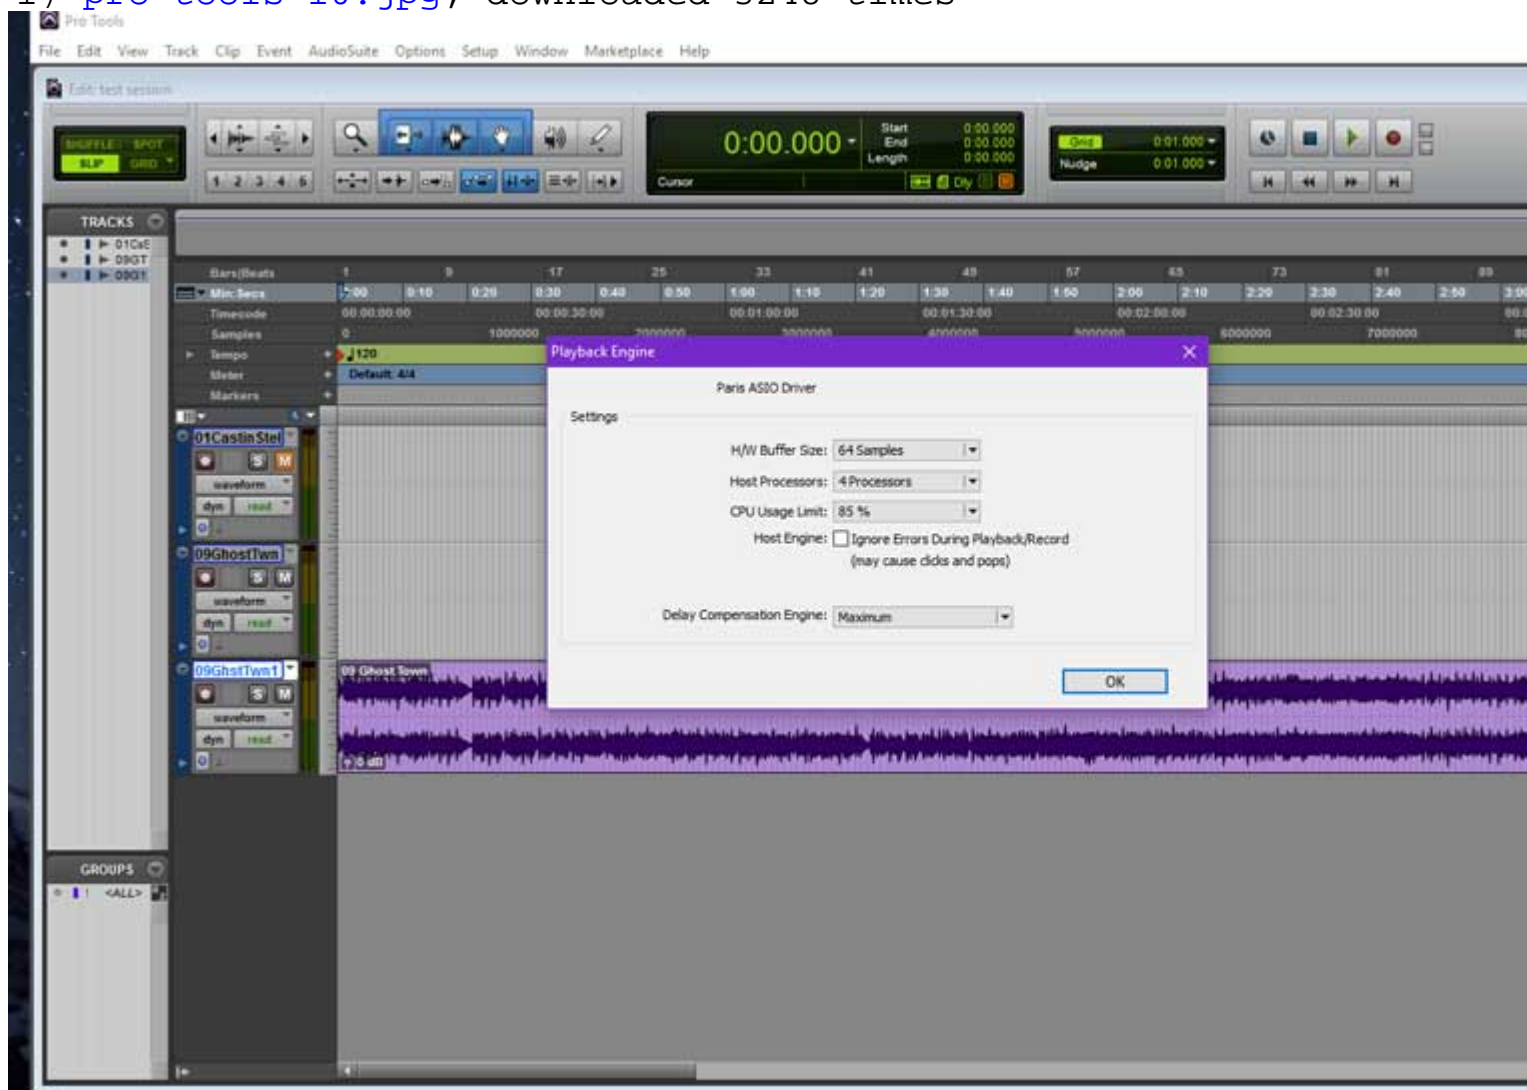 Pro Tools
File Edit View Track Clip Event AudioSuite Options Setup Window Marketplace Help
Edit: test session
SHUFFLE SPOT
SLIP GRID
1 2 3 4 5
0:00.000
Start 0:00.000
End 0:00.000
Length 0:00.000
Cursor
Dly
Grid 0:01.000
Nudge 0:01.000
TRACKS
01CaS
09GT
09GT
Bars|Beats 1 9 17 25 33 41 49 57 65 73 81 89
Min:Secs 0:00 0:10 0:20 0:30 0:40 0:50 1:00 1:10 1:20 1:30 1:40 1:50 2:00 2:10 2:20 2:30 2:40 2:50 3:00
Timecode 00:00:00:00 00:00:30:00 00:01:00:00 00:01:30:00 00:02:00:00 00:02:30:00
Samples 0 1000000 2000000 3000000 4000000 5000000 6000000 7000000
Tempo 120
Meter Default: 4/4
Markers
Playback Engine
Paris ASIO Driver
Settings
H/W Buffer Size: 64 Samples
Host Processors: 4 Processors
CPU Usage Limit: 85 %
Host Engine: Ignore Errors During Playback/Record
(may cause clicks and pops)
Delay Compensation Engine: Maximum
OK
01CastinStel
S M
waveform
dyn read
09GhostTwn
S M
waveform
dyn read
09GhstTwn1
S M
waveform
dyn read
09 Ghost Town
0 dB
GROUPS
! <ALL>